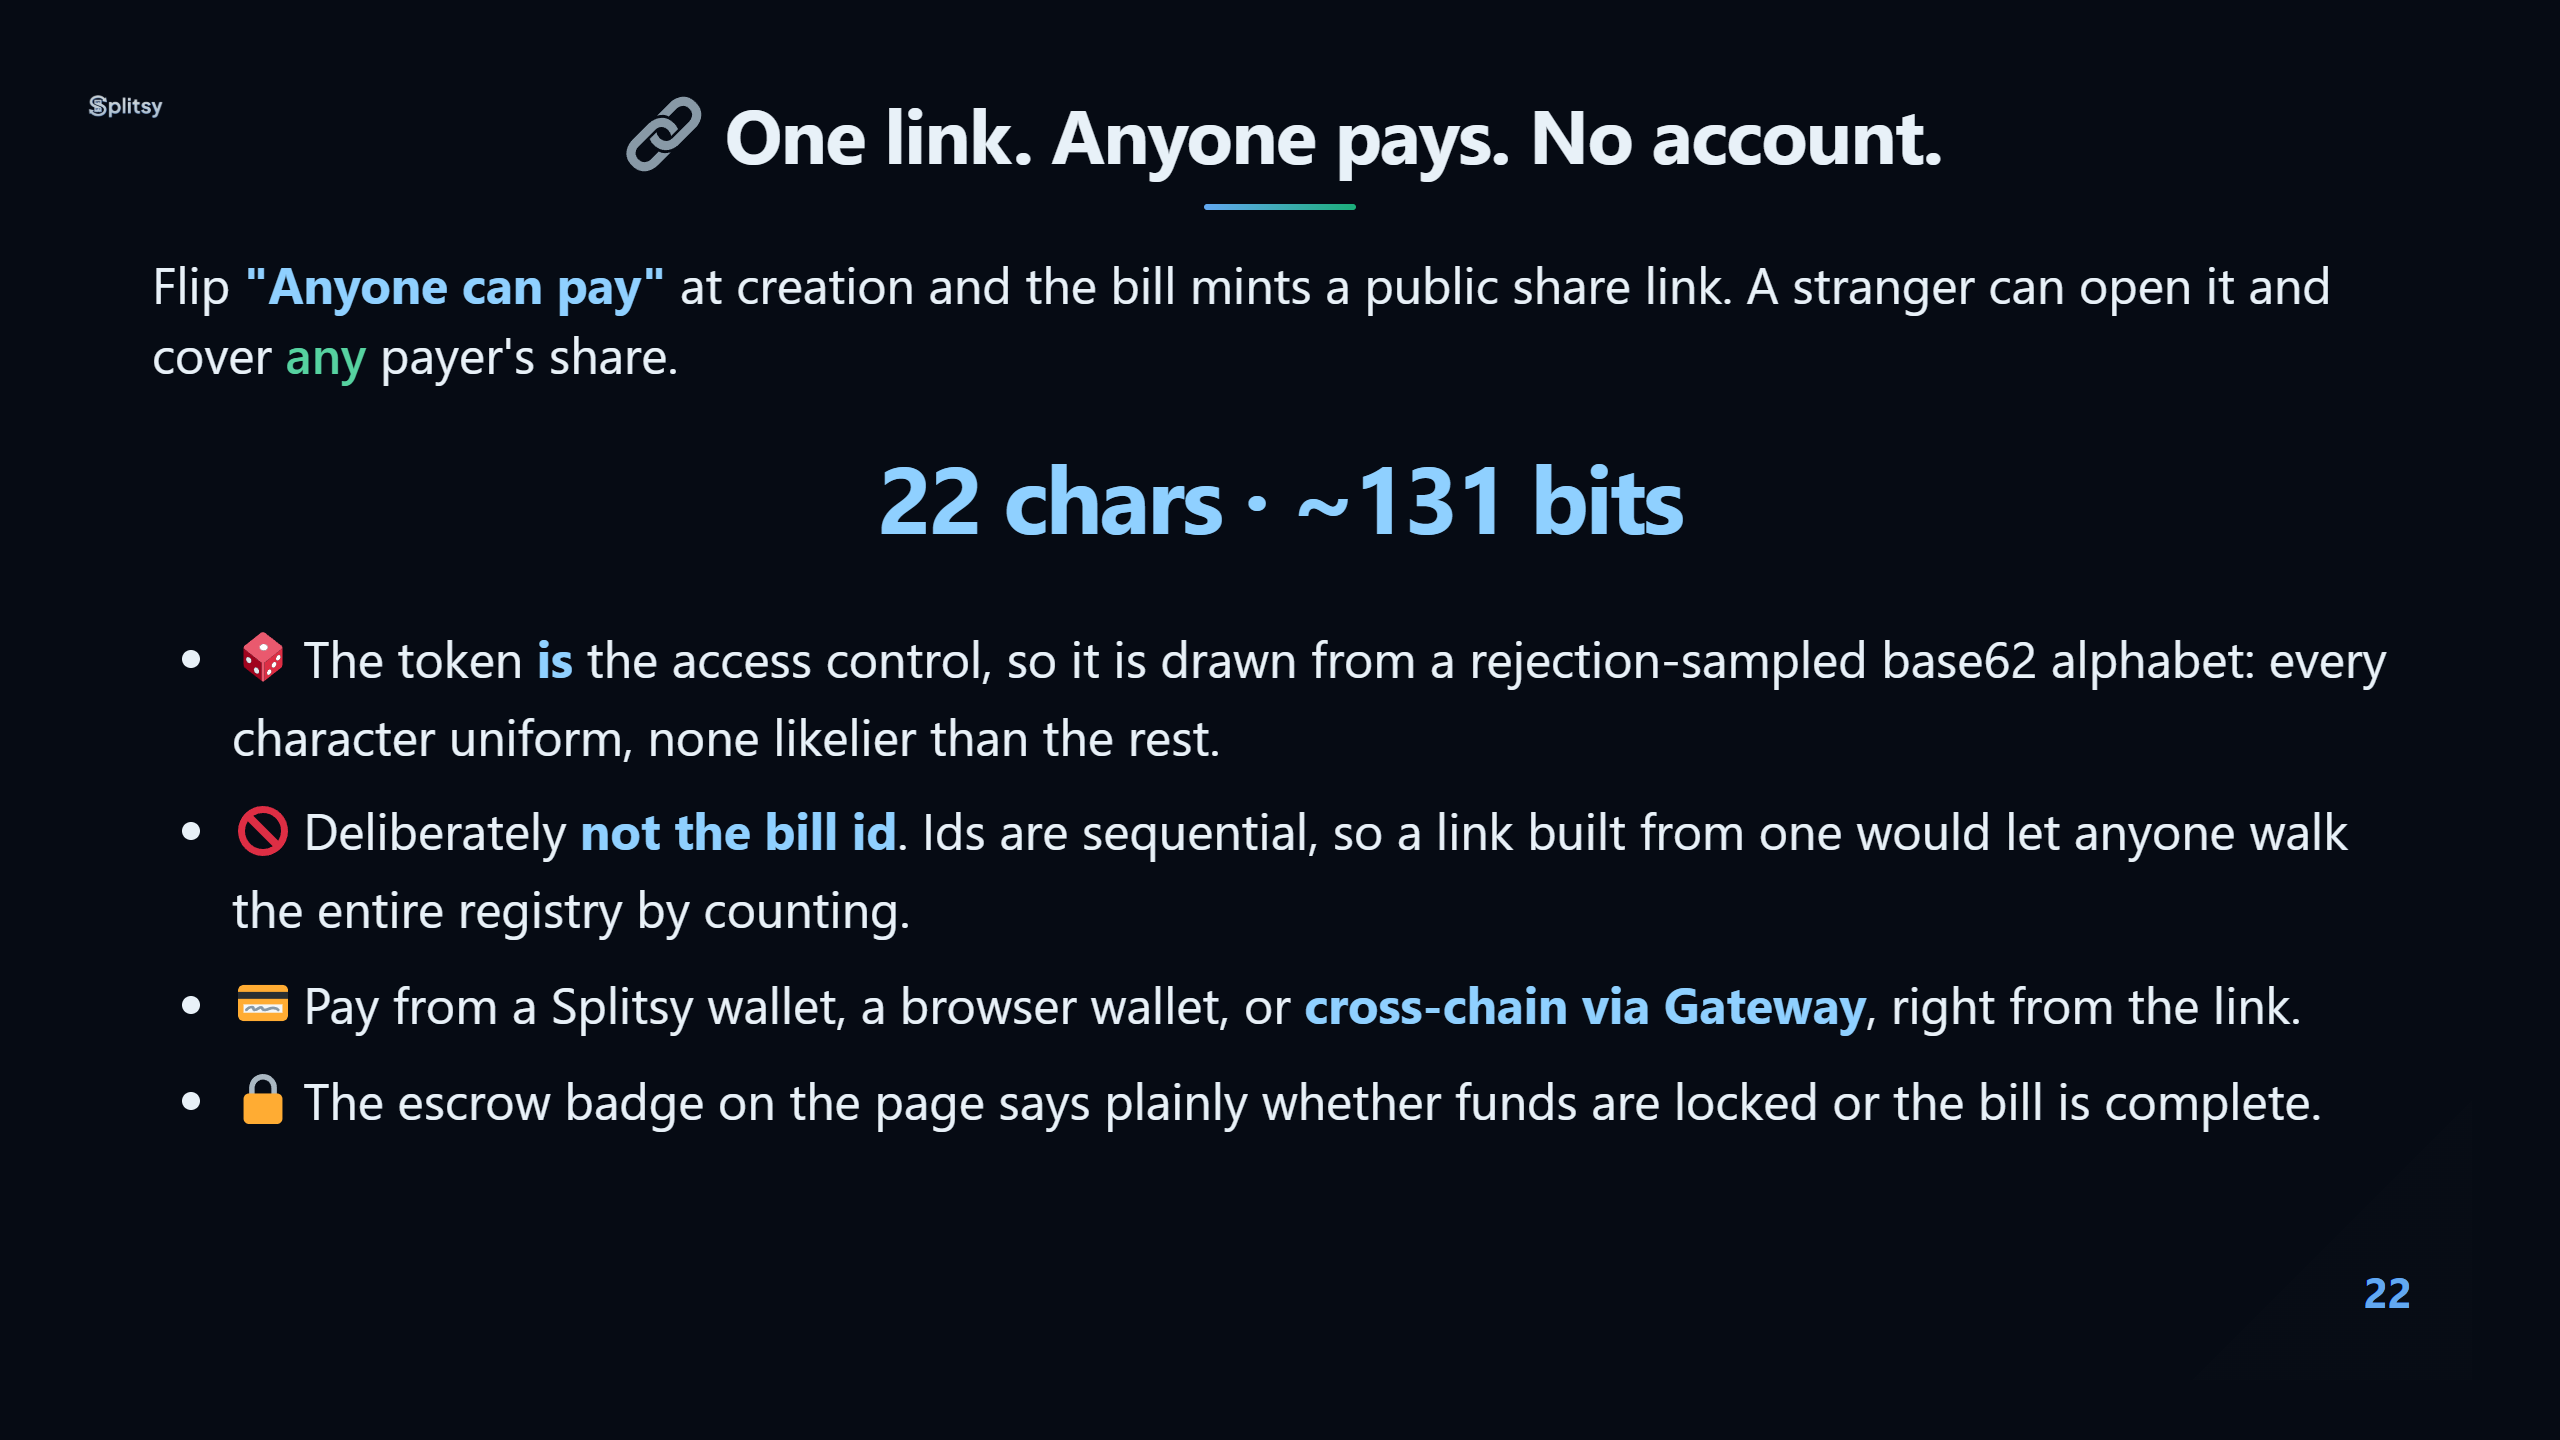 Splitsy
🔗 One link. Anyone pays. No account.
Flip "Anyone can pay" at creation and the bill mints a public share link. A stranger can open it and
cover any payer's share.
22 chars · ~131 bits
• 🎲 The token is the access control, so it is drawn from a rejection-sampled base62 alphabet: every
character uniform, none likelier than the rest.
• 🚫 Deliberately not the bill id. Ids are sequential, so a link built from one would let anyone walk
the entire registry by counting.
• 💳 Pay from a Splitsy wallet, a browser wallet, or cross-chain via Gateway, right from the link.
• 🔒 The escrow badge on the page says plainly whether funds are locked or the bill is complete.
22